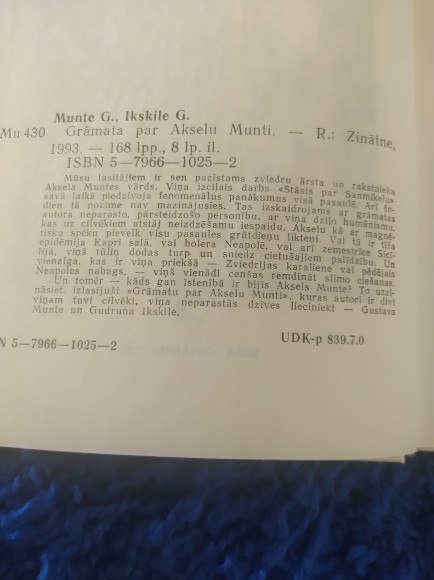 Munte G., Ikskile G.
Mu 430 Grāmata par Akselu Munti. — R.: Zinātne,
1993. — 168 lpp., 8 lp. il.
ISBN 5—7966—1025—2
Mūsu lasītājiem ir sen pazīstams zviedru ārsta un rakstnieka
Aksela Muntes vārds. Viņa izcilais darbs «Stāsts par Sanmikelu»
savā laikā piedzīvoja fenomenālus panākumus visā pasaulē. Arī šo-
dien tā nozīme nav mazinājusies. Tas izskaidrojams ar grāmatas
autora neparasto, pārsteidzošo personību, ar viņa dziļo humānismu,
kas uz cilvēkiem atstāj neizdzēšamu iespaidu. Akselu kā ar magnē-
tisku spēku pievelk visu pasaules grūtdieņu likteņi. Vai tā ir tīfa
epidēmija Kapri salā, vai holera Neapolē, vai arī zemestrīce Sicī-
lijā, viņš tūliņ dodas turp un sniedz cietušajiem palīdzību. Un
vienalga, kas ir viņa priekšā — Zviedrijas karaliene vai pēdējais
Neapoles nabags, — viņš vienādi cenšas remdināt slimo ciešanas.
Un tomēr — kāds gan īstenībā ir bijis Aksels Munte? To uzzi-
nāsiet, izlasījuši «Grāmatu par Akselu Munti», kuras autori ir divi
viņam tuvi cilvēki, viņa neparastās dzīves liecinieki — Gustavs
Munte un Gudruna Ikskile.
N 5—7966—1025—2
UDK-p 839.7.0